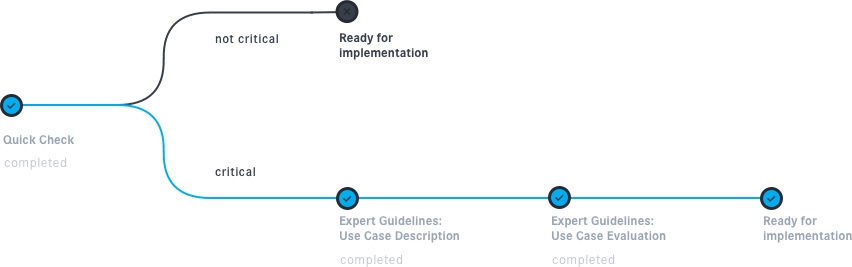 not critical
Ready for
implementation
Quick Check
completed
critical
Expert Guidelines:
Use Case Description
completed
Expert Guidelines:
Use Case Evaluation
completed
Ready for
implementation